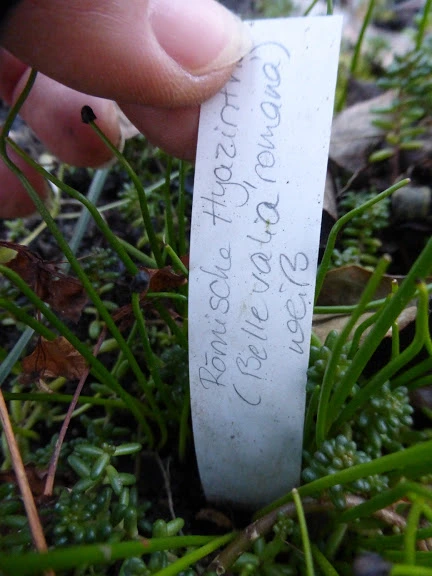 Römische Hyazinthe
(Bellevalia romana)
weiß